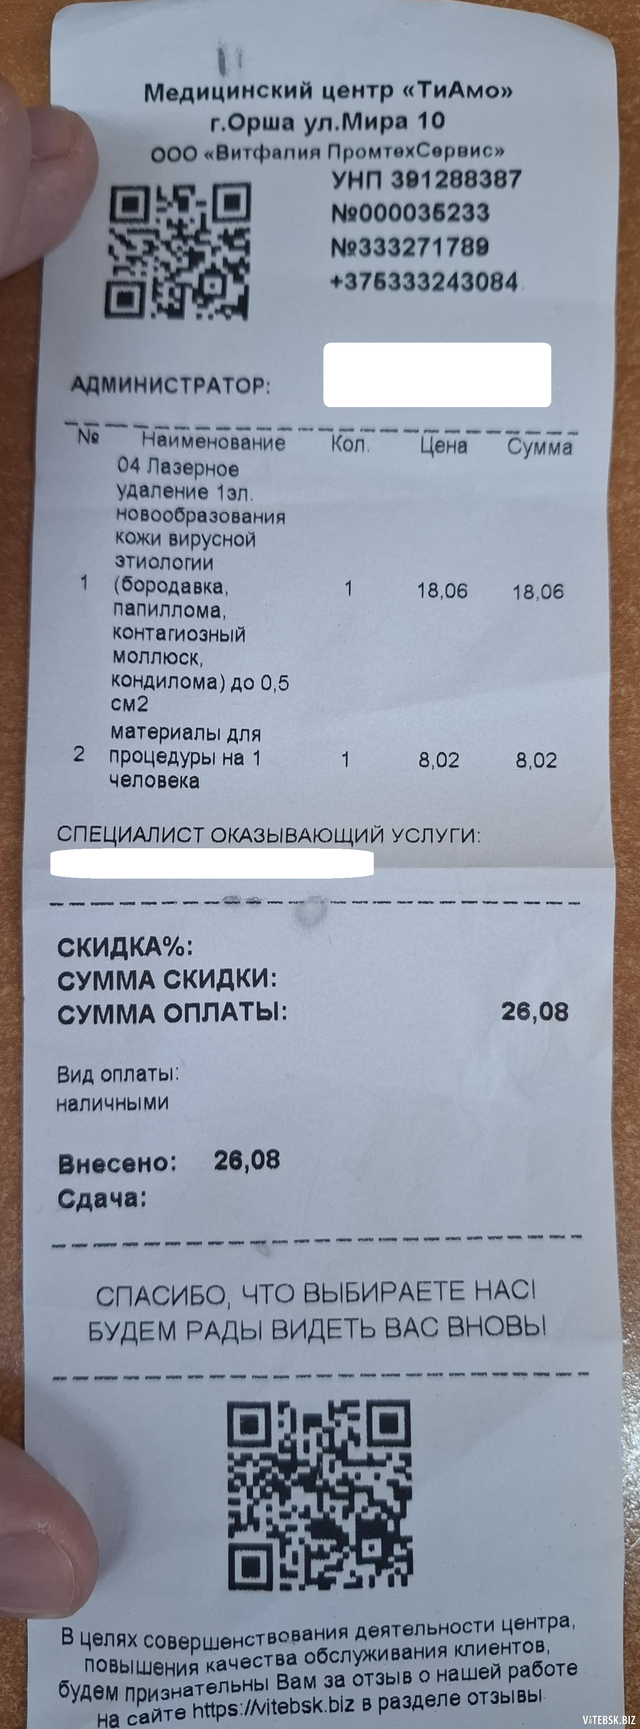 Медицинский центр «ТиАмо»
г.Орша ул.Мира 10
ООО «Витфалия ПромтехСервис»
УНП 391288387
№000035233
№333271789
+375333243084
АДМИНИСТРАТОР:
№ Наименование Кол. Цена Сумма
04 Лазерное
удаление 1эл.
новообразования
кожи вирусной
этиологии
1 (бородавка, 1 18,06 18,06
папиллома,
контагиозный
моллюск,
кондилома) до 0,5
см2
материалы для
2 процедуры на 1 1 8,02 8,02
человека
СПЕЦИАЛИСТ ОКАЗЫВАЮЩИЙ УСЛУГИ:
СКИДКА%:
СУММА СКИДКИ:
СУММА ОПЛАТЫ: 26,08
Вид оплаты:
наличными
Внесено: 26,08
Сдача:
СПАСИБО, ЧТО ВЫБИРАЕТЕ НАС!
БУДЕМ РАДЫ ВИДЕТЬ ВАС ВНОВЬ!
В целях совершенствования деятельности центра,
повышения качества обслуживания клиентов,
будем признательны Вам за отзыв о нашей работе
на сайте https://vitebsk.biz в разделе отзывы
ViTEBSK.BIZ